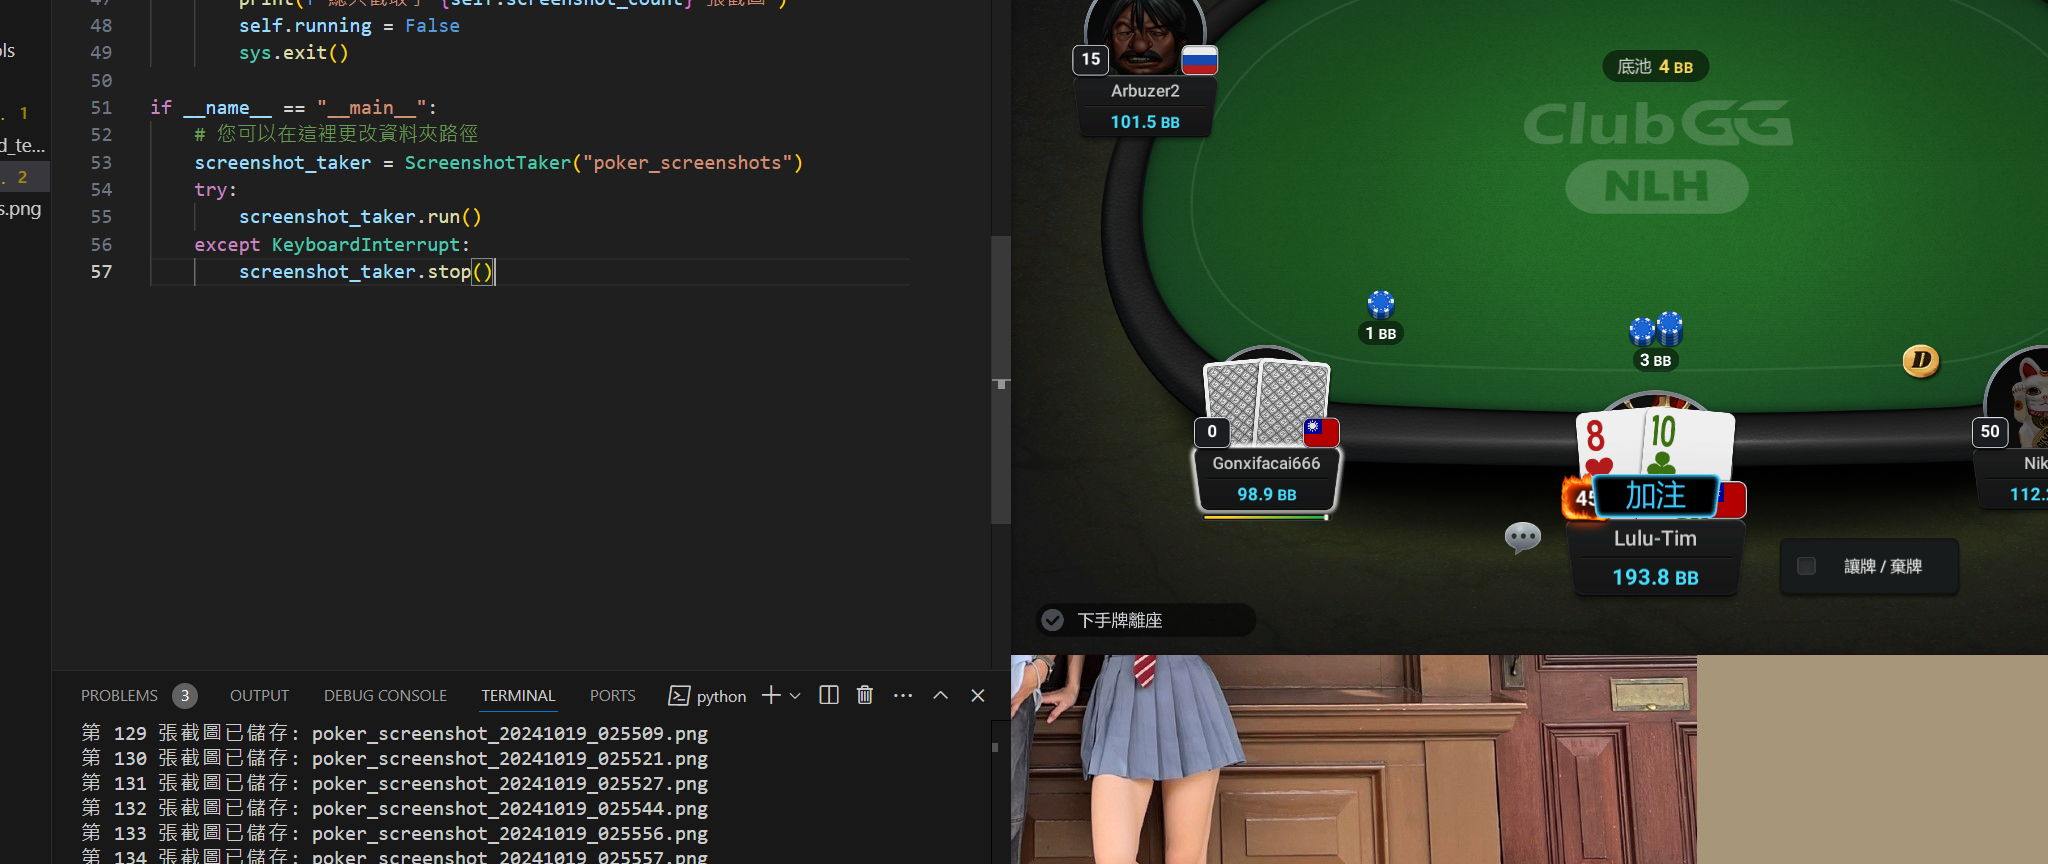 ols
47
print(f"總共截取了 {self.screenshot_count} 張截圖")
48 self.running = False
49 sys.exit()
50
. 1
51 if __name__ == "__main__":
d_te...
52 # 您可以在這裡更改資料夾路徑
. 2
53 screenshot_taker = ScreenshotTaker("poker_screenshots")
s.png
54 try:
55 screenshot_taker.run()
56 except KeyboardInterrupt:
57 screenshot_taker.stop()
PROBLEMS 3 OUTPUT DEBUG CONSOLE TERMINAL PORTS python
第 129 張截圖已儲存: poker_screenshot_20241019_025509.png
第 130 張截圖已儲存: poker_screenshot_20241019_025521.png
第 131 張截圖已儲存: poker_screenshot_20241019_025527.png
第 132 張截圖已儲存: poker_screenshot_20241019_025544.png
第 133 張截圖已儲存: poker_screenshot_20241019_025556.png
第 134 張截圖已儲存: poker_screenshot_20241019_025557.png
15
Arbuzer2
101.5 BB
底池 4 BB
ClubGG
NLH
1 BB
3 BB
D
0
Gonxifacai666
98.9 BB
8 10
45
加注
Lulu-Tim
193.8 BB
50
Nik
112.2
讓牌 / 棄牌
下手牌離座